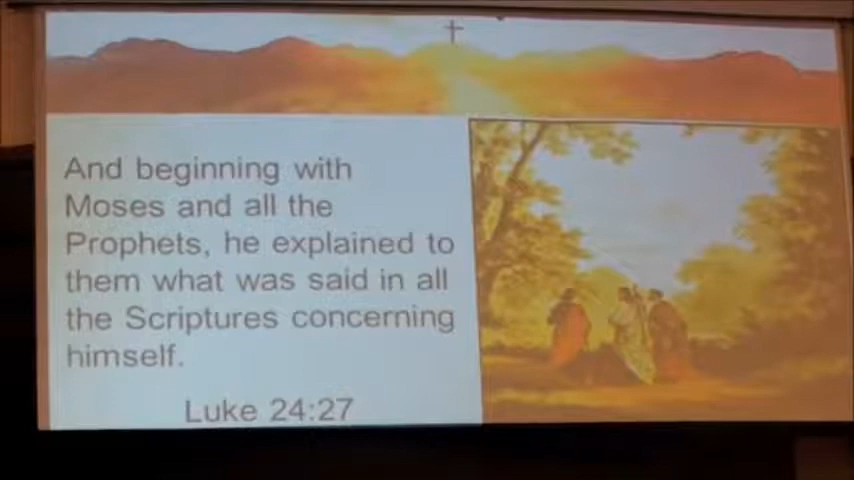 And beginning with
Moses and all the
Prophets, he explained to
them what was said in all
the Scriptures concerning
himself.
Luke 24:27